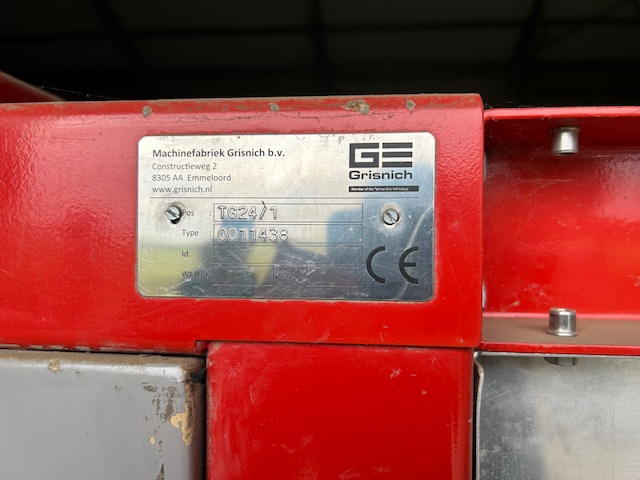 Machinefabriek Grisnich b.v.
Constructieweg 2
8305 AA Emmeloord
www.grisnich.nl
GE
Grisnich
Pos : TG24/1
Type : 0011438
Id.
CE